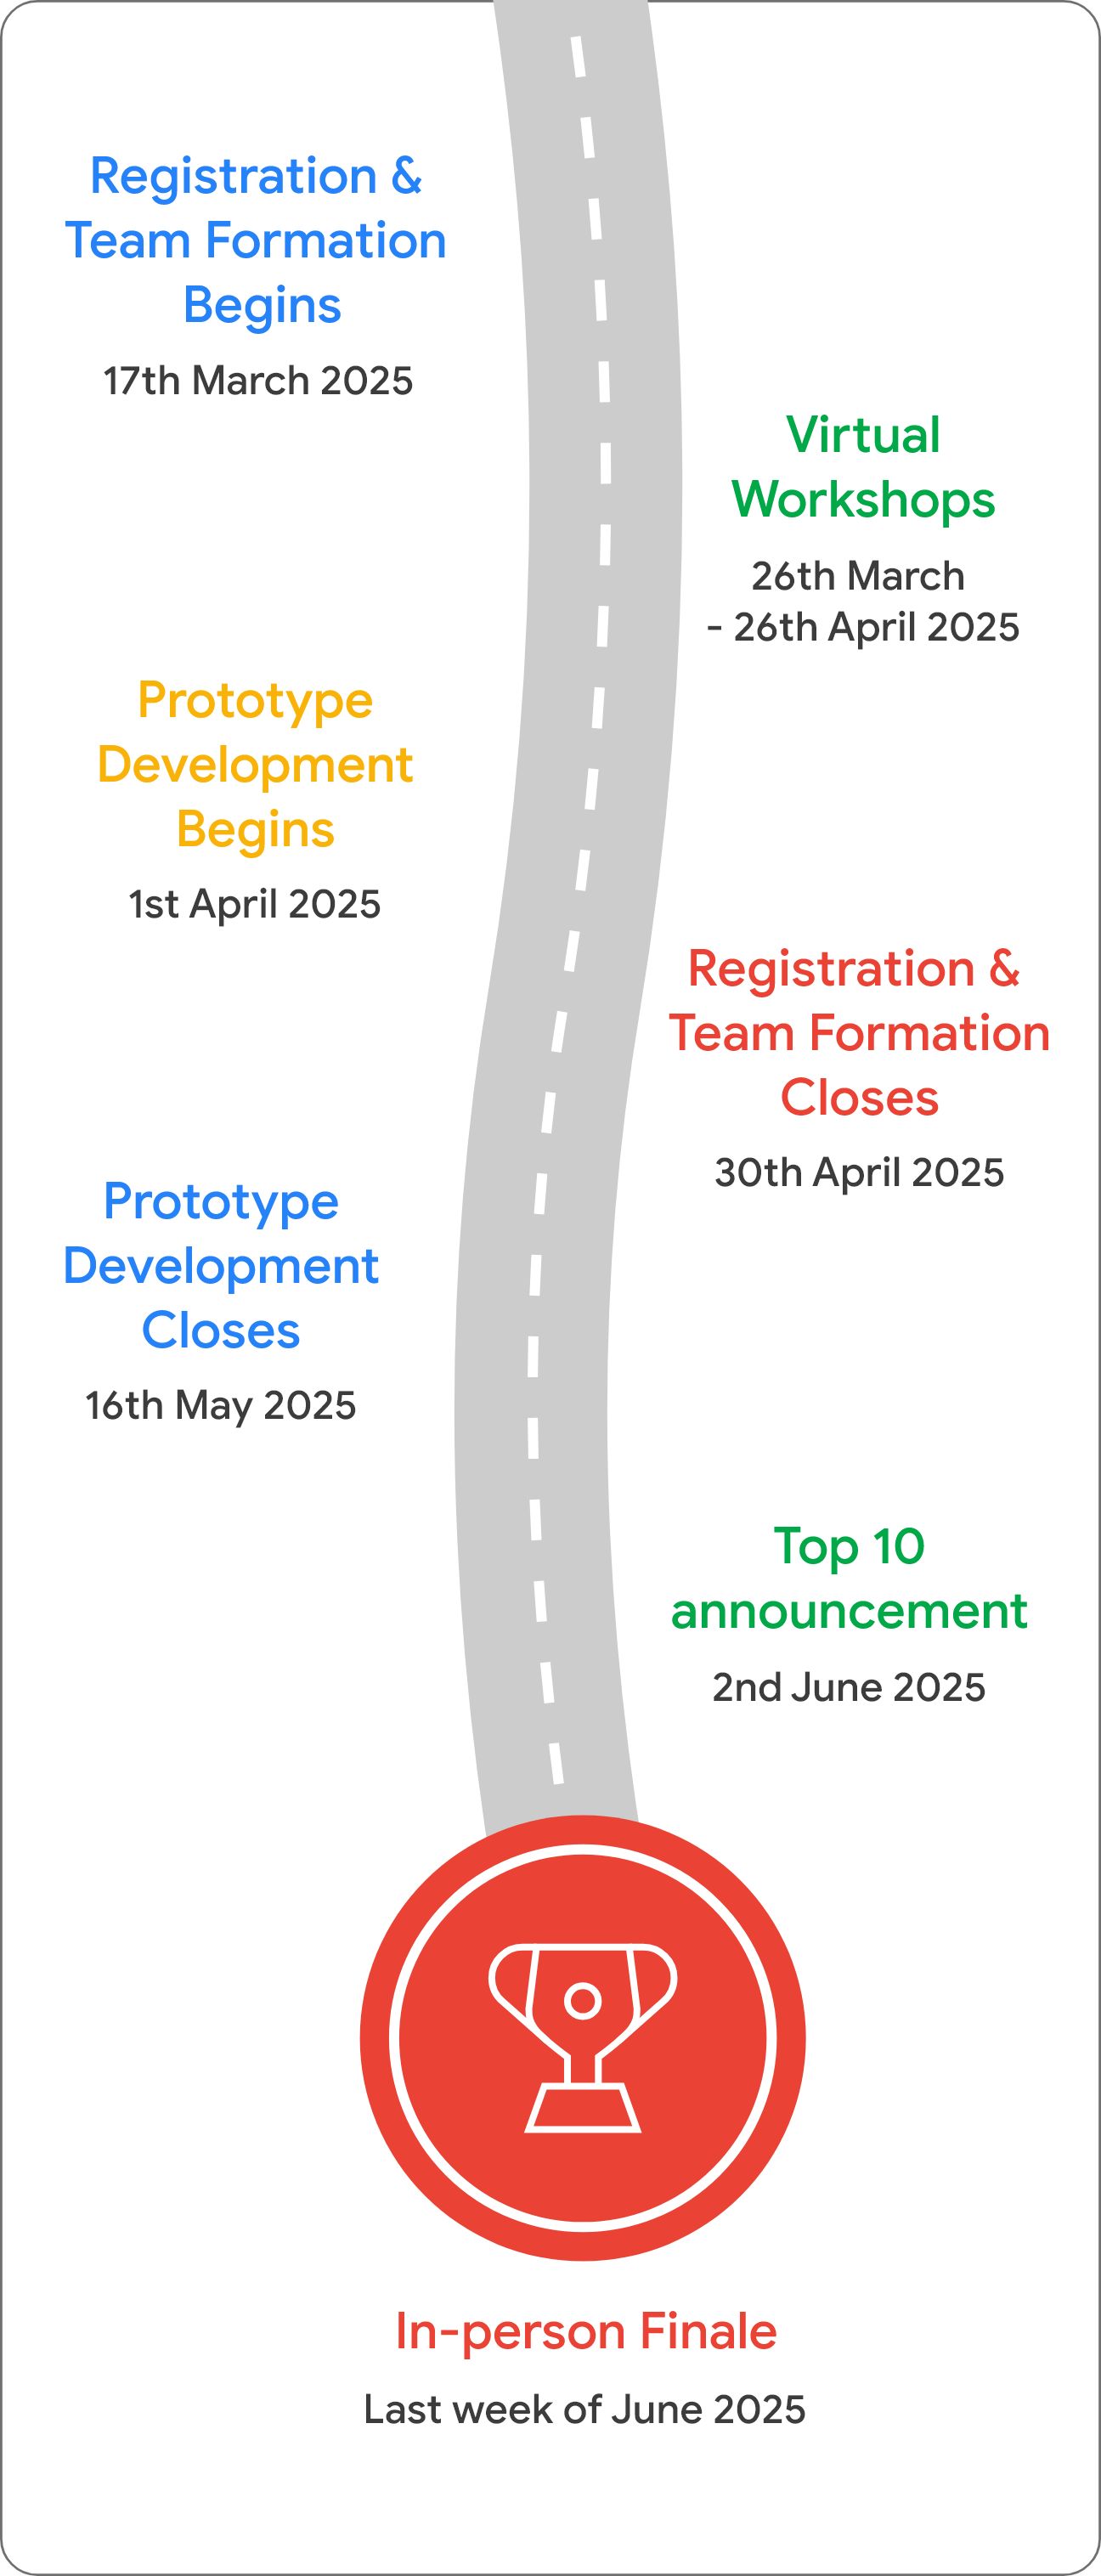 Registration &
Team Formation
Begins
17th March 2025
Virtual
Workshops
26th March
- 26th April 2025
Prototype
Development
Begins
1st April 2025
Registration &
Team Formation
Closes
30th April 2025
Prototype
Development
Closes
16th May 2025
Top 10
announcement
2nd June 2025
In-person Finale
Last week of June 2025